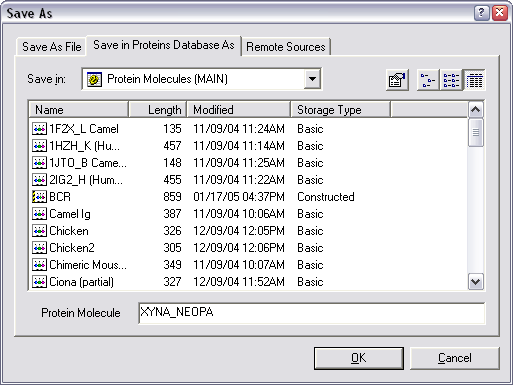 Save As
Save As File Save in Proteins Database As Remote Sources
Save in: Protein Molecules (MAIN)
Name Length Modified Storage Type
1F2X_L Camel 135 11/09/04 11:24AM Basic
1HZH_K (Hu... 457 11/09/04 11:14AM Basic
1JTO_B Came... 148 11/09/04 11:25AM Basic
2IG2_H (Hum... 455 11/09/04 11:22AM Basic
BCR 859 01/17/05 04:37PM Constructed
Camel Ig 387 11/09/04 10:06AM Basic
Chicken 326 12/09/04 12:05PM Basic
Chicken2 305 12/09/04 12:06PM Basic
Chimeric Mous... 349 11/09/04 10:07AM Basic
Ciona (partial) 327 12/09/04 11:52AM Basic
Protein Molecule XYNA_NEOPA
OK Cancel